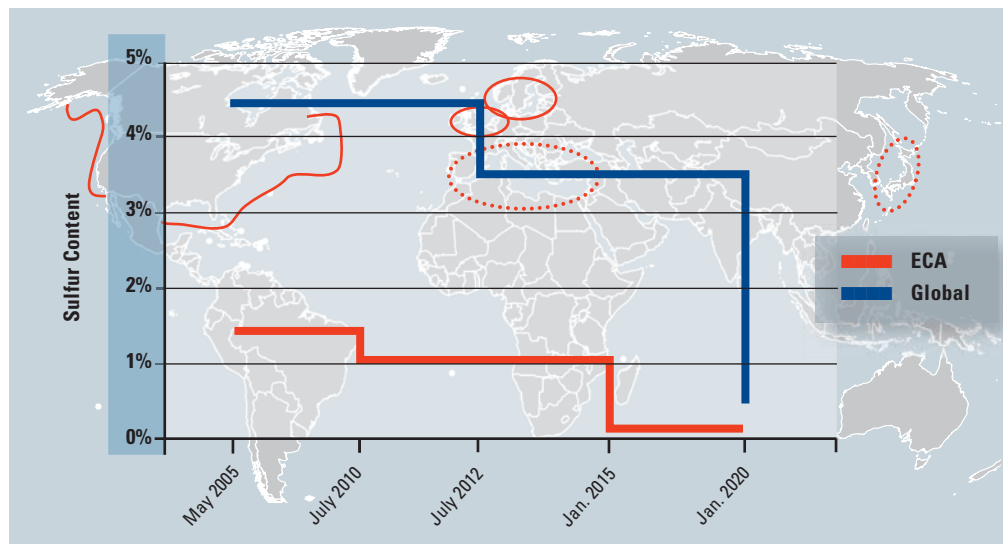 5%
4%
3%
2%
1%
0%
Sulfur Content
May 2005
July 2010
July 2012
Jan. 2015
Jan. 2020
ECA
Global